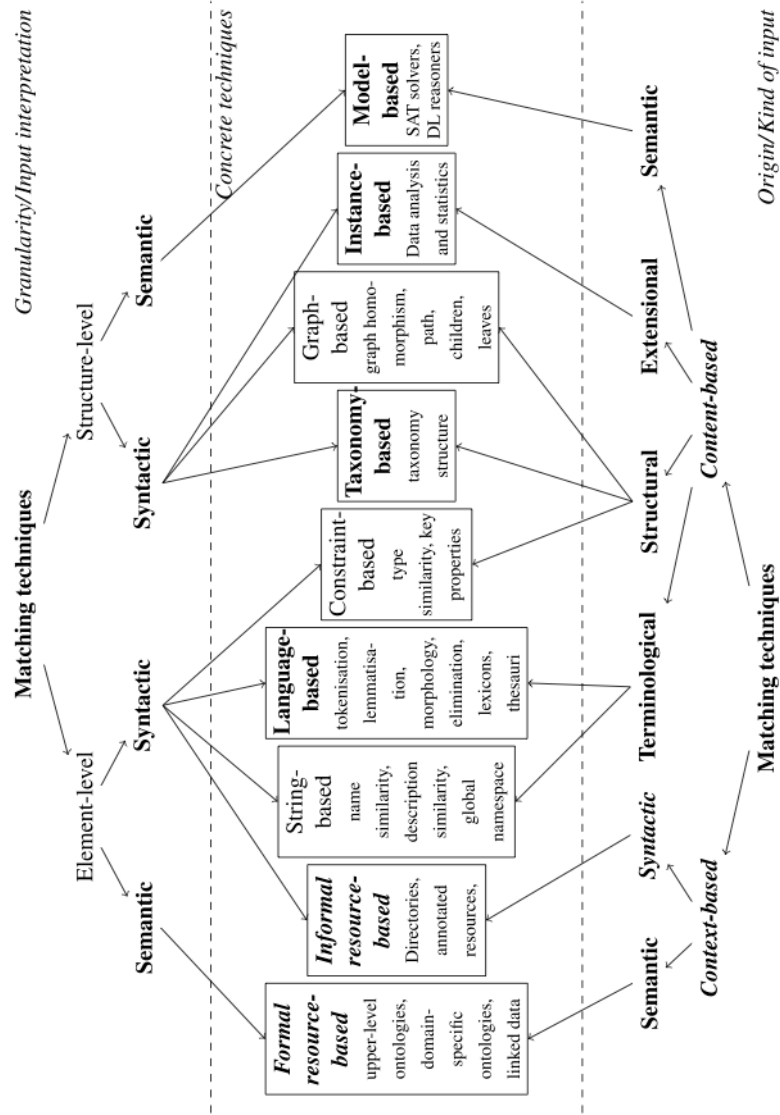 Granularity/Input interpretation
Matching techniques
Element-level
Structure-level
Semantic
Syntactic
Syntactic
Semantic
Concrete techniques
Formal
resource-
based
upper-level
ontologies,
domain-
specific
ontologies,
linked data
Informal
resource-
based
Directories,
annotated
resources,
String-
based
name
similarity,
description
similarity,
global
namespace
Language-
based
tokenisation,
lemmatisa-
tion,
morphology,
elimination,
lexicons,
thesauri
Constraint-
based
type
similarity, key
properties
Taxonomy-
based
taxonomy
structure
Graph-
based
graph homo-
morphism,
path,
children,
leaves
Instance-
based
Data analysis
and statistics
Model-
based
SAT solvers,
DL reasoners
Semantic
Syntactic
Terminological
Structural
Extensional
Semantic
Context-based
Content-based
Matching techniques
Origin/Kind of input